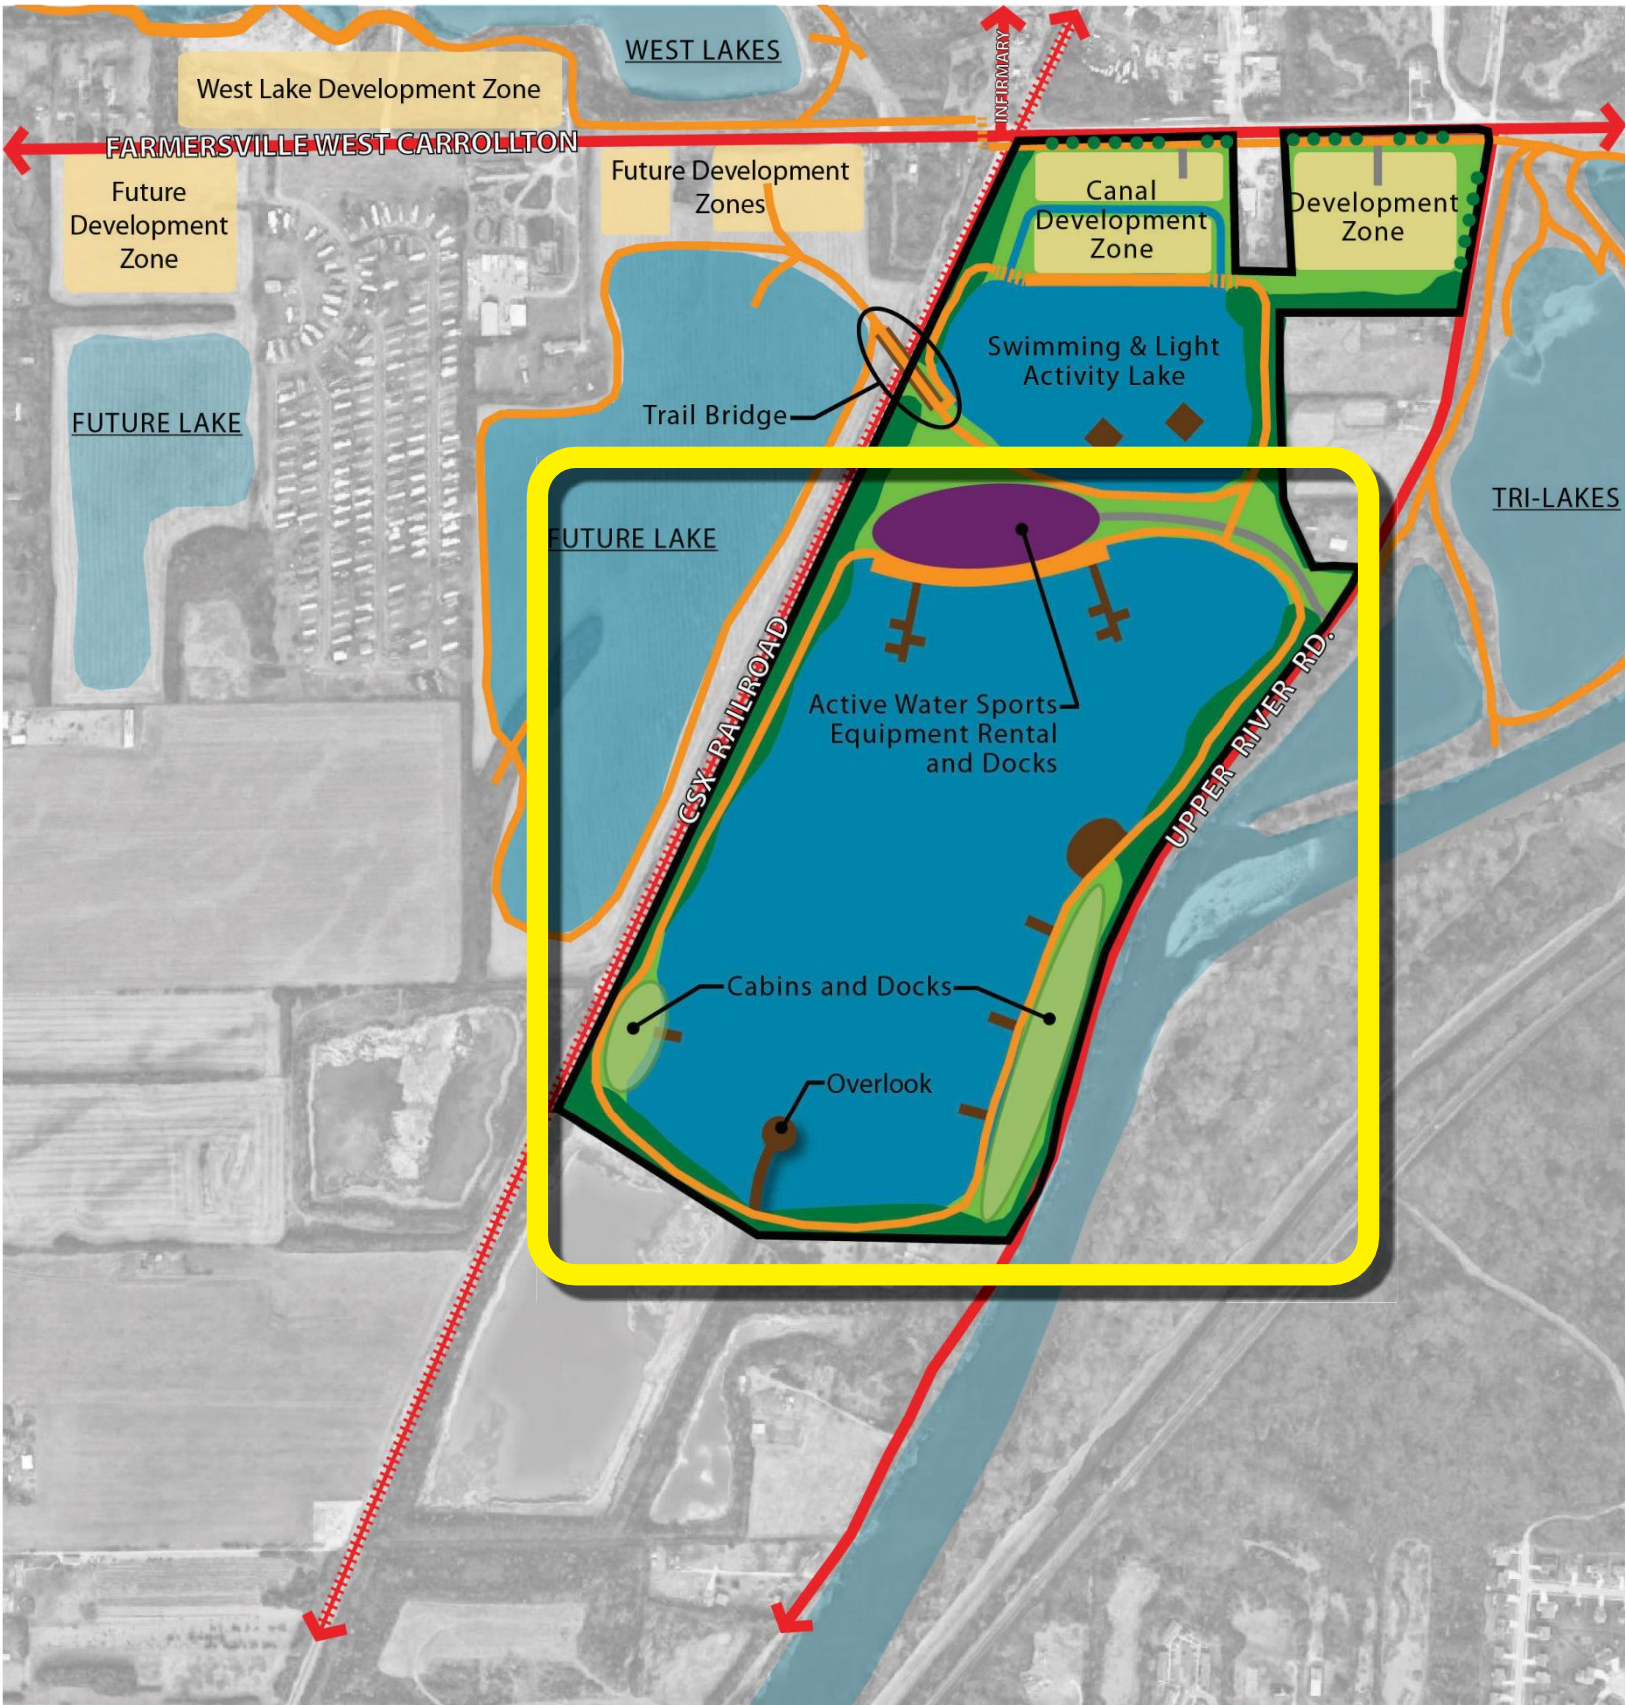 WEST LAKES
INFIRMARY
West Lake Development Zone
FARMERSVILLE WEST CARROLLTON
Future
Development
Zone
Future Development
Zones
Canal
Development
Zone
Development
Zone
Swimming & Light
Activity Lake
FUTURE LAKE
Trail Bridge
TRI-LAKES
FUTURE LAKE
CSX RAILROAD
UPPER RIVER RD.
Active Water Sports
Equipment Rental
and Docks
Cabins and Docks
Overlook